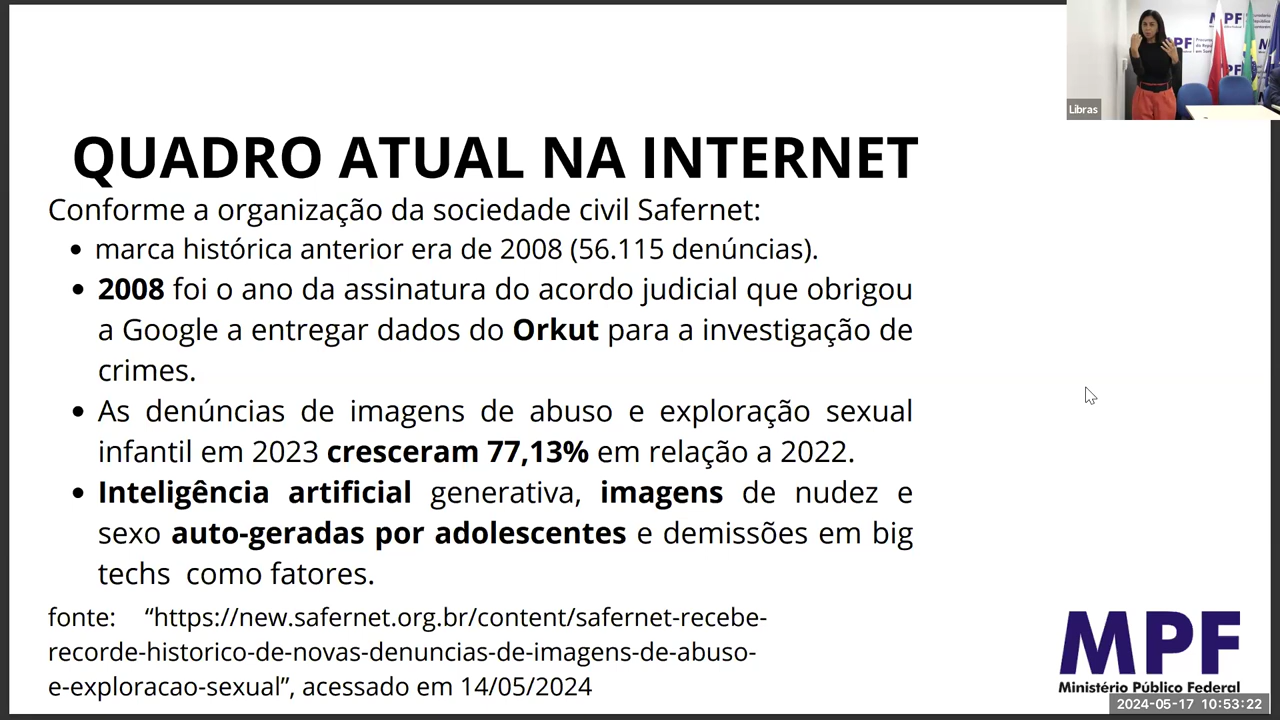 QUADRO ATUAL NA INTERNET
Conforme a organização da sociedade civil Safernet:
• marca histórica anterior era de 2008 (56.115 denúncias).
• 2008 foi o ano da assinatura do acordo judicial que obrigou
a Google a entregar dados do Orkut para a investigação de
crimes.
• As denúncias de imagens de abuso e exploração sexual
infantil em 2023 cresceram 77,13% em relação a 2022.
• Inteligência artificial generativa, imagens de nudez e
sexo auto-geradas por adolescentes e demissões em big
techs como fatores.
fonte: “https://new.safernet.org.br/content/safernet-recebe-
recorde-historico-de-novas-denuncias-de-imagens-de-abuso-
e-exploracao-sexual”, acessado em 14/05/2024
Libras
MPF
Ministério Público Federal
2024-05-17 10:53:22